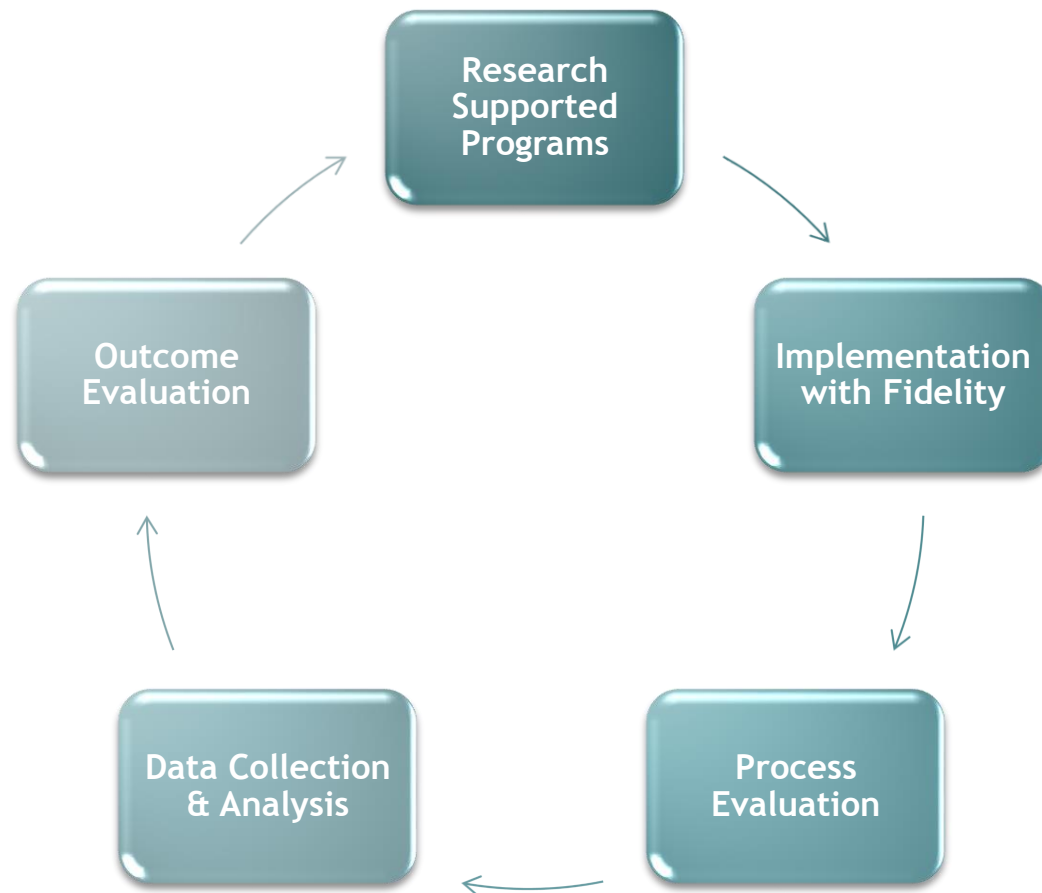 Research
Supported
Programs
Implementation
with Fidelity
Process
Evaluation
Data Collection
& Analysis
Outcome
Evaluation